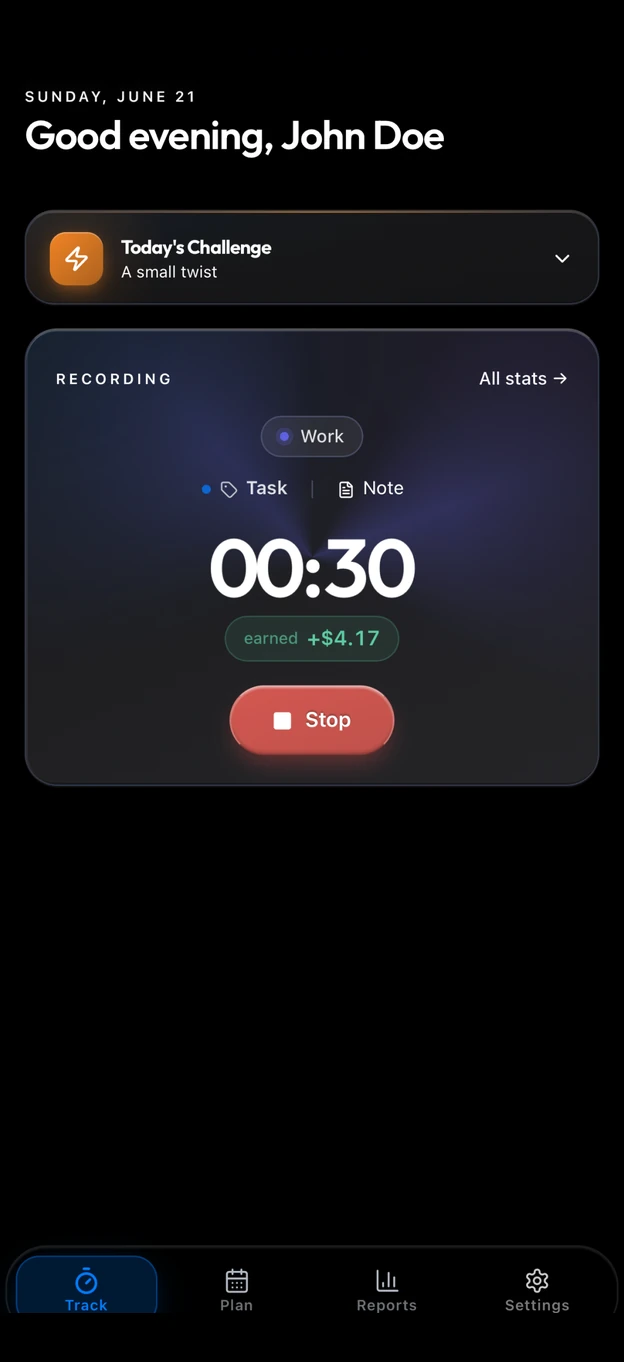 SUNDAY, JUNE 21
Good evening, John Doe
Today's Challenge
A small twist
RECORDING
All stats →
Work
Task
Note
00:30
earned +$4.17
Stop
Track
Plan
Reports
Settings